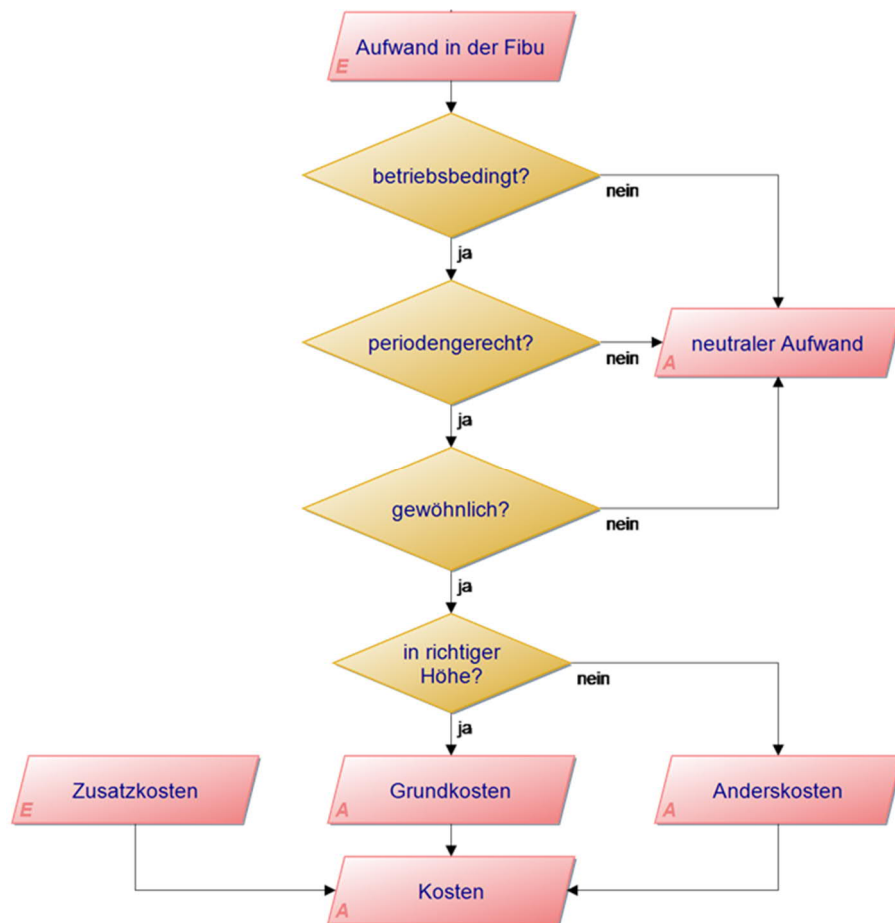 Aufwand in der Fibu
E
betriebsbedingt?
nein
ja
periodengerecht?
nein
neutraler Aufwand
A
ja
gewöhnlich?
nein
ja
in richtiger
Höhe?
nein
ja
Zusatzkosten
E
Grundkosten
A
Anderskosten
A
Kosten
A